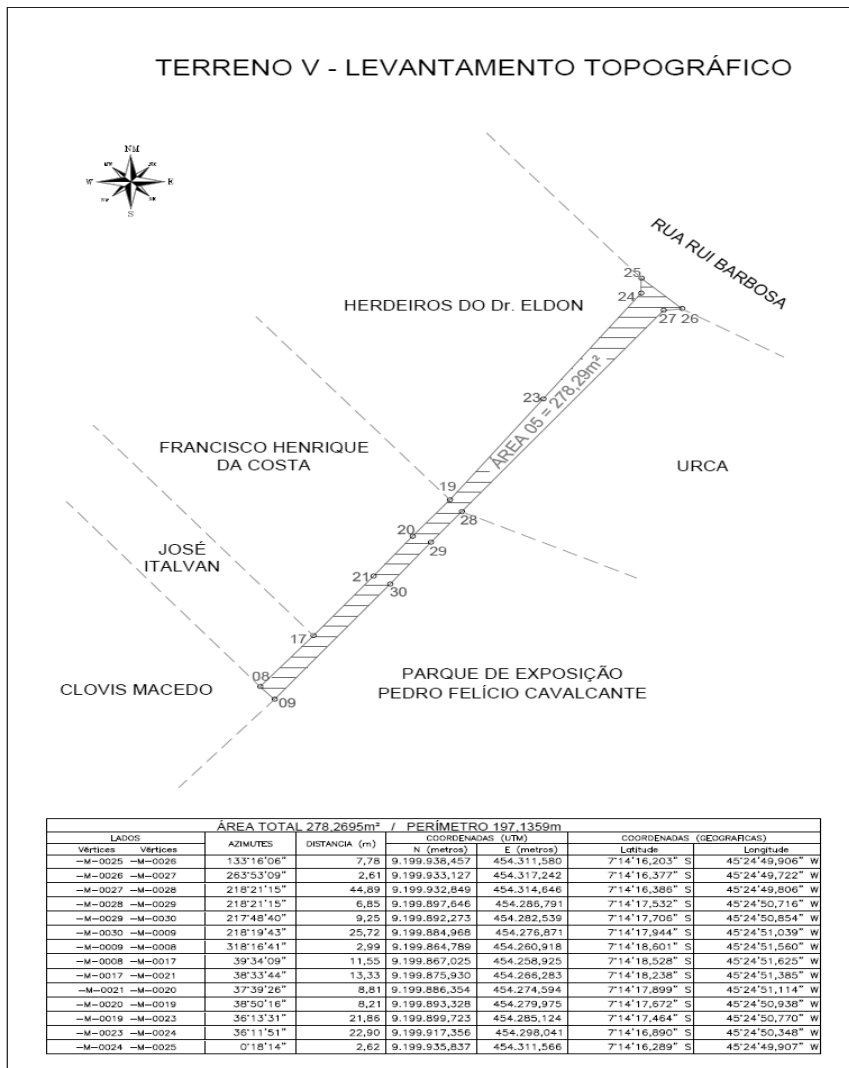 TERRENO V - LEVANTAMENTO TOPOGRÁFICO
NM
W E
S
RUA RUI BARBOSA
25
24
HERDEIROS DO Dr. ELDON
27 26
23
ÁREA 05 = 278,29m²
FRANCISCO HENRIQUE
DA COSTA
URCA
19
28
20
29
JOSÉ
ITALVAN
21
30
17
08
PARQUE DE EXPOSIÇÃO
PEDRO FELÍCIO CAVALCANTE
CLOVIS MACEDO
09
ÁREA TOTAL 278,2695m² / PERÍMETRO 197,1359m
LADOS AZIMUTES DISTANCIA (m) COORDENADAS (UTM) COORDENADAS (GEOGRAFICAS)
Vértices Vértices N (metros) E (metros) Latitude Longitude
-M-0025 -M-0026 133°16'06" 7,78 9.199.938,457 454.311,580 7°14'16,203" S 45°24'49,906" W
-M-0026 -M-0027 263°53'09" 2,61 9.199.933,127 454.317,242 7°14'16,377" S 45°24'49,722" W
-M-0027 -M-0028 218°21'15" 44,89 9.199.932,849 454.314,646 7°14'16,386" S 45°24'49,806" W
-M-0028 -M-0029 218°21'15" 6,85 9.199.897,646 454.286,791 7°14'17,532" S 45°24'50,716" W
-M-0029 -M-0030 217°48'40" 9,25 9.199.892,273 454.282,539 7°14'17,706" S 45°24'50,854" W
-M-0030 -M-0009 218°19'43" 25,72 9.199.884,968 454.276,871 7°14'17,944" S 45°24'51,039" W
-M-0009 -M-0008 318°16'41" 2,99 9.199.864,789 454.260,918 7°14'18,601" S 45°24'51,560" W
-M-0008 -M-0017 39°34'09" 11,55 9.199.867,025 454.258,925 7°14'18,528" S 45°24'51,625" W
-M-0017 -M-0021 38°33'44" 13,33 9.199.875,930 454.266,283 7°14'18,238" S 45°24'51,385" W
-M-0021 -M-0020 37°39'26" 8,81 9.199.886,354 454.274,594 7°14'17,899" S 45°24'51,114" W
-M-0020 -M-0019 38°50'16" 8,21 9.199.893,328 454.279,975 7°14'17,672" S 45°24'50,938" W
-M-0019 -M-0023 36°13'31" 21,86 9.199.899,723 454.285,124 7°14'17,464" S 45°24'50,770" W
-M-0023 -M-0024 36°11'51" 22,90 9.199.917,356 454.298,041 7°14'16,890" S 45°24'50,348" W
-M-0024 -M-0025 0°18'14" 2,62 9.199.935,837 454.311,566 7°14'16,289" S 45°24'49,907" W